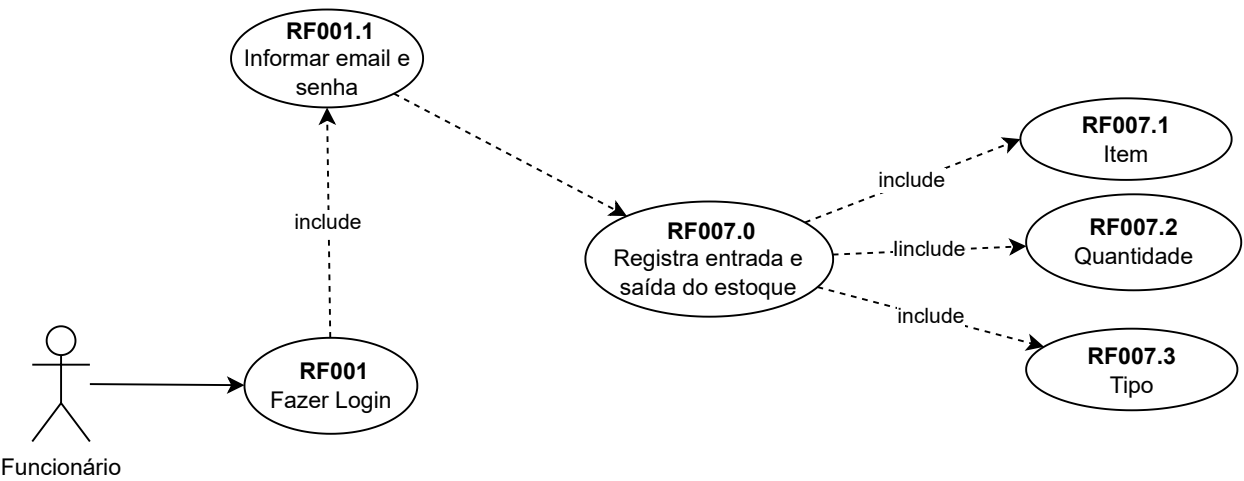 RF001.1
Informar email e
senha
include
RF001
Fazer Login
Funcionário
RF007.0
Registra entrada e
saída do estoque
include
Iinclude
include
RF007.1
Item
RF007.2
Quantidade
RF007.3
Tipo